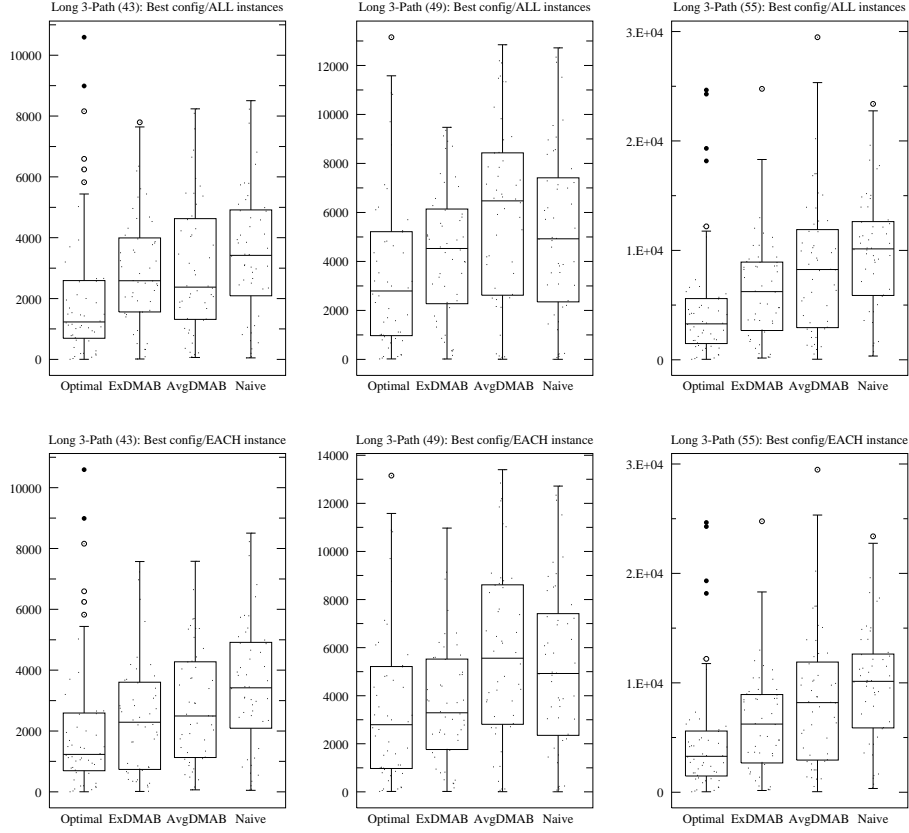 Long 3-Path (43): Best config/ALL instances
10000
8000
6000
4000
2000
0
Optimal ExDMAB AvgDMAB Naive
Long 3-Path (49): Best config/ALL instances
12000
10000
8000
6000
4000
2000
0
Optimal ExDMAB AvgDMAB Naive
Long 3-Path (55): Best config/ALL instances
3.E+04
2.E+04
1.E+04
0
Optimal ExDMAB AvgDMAB Naive
Long 3-Path (43): Best config/EACH instance
10000
8000
6000
4000
2000
0
Optimal ExDMAB AvgDMAB Naive
Long 3-Path (49): Best config/EACH instance
14000
12000
10000
8000
6000
4000
2000
0
Optimal ExDMAB AvgDMAB Naive
Long 3-Path (55): Best config/EACH instance
3.E+04
2.E+04
1.E+04
0
Optimal ExDMAB AvgDMAB Naive